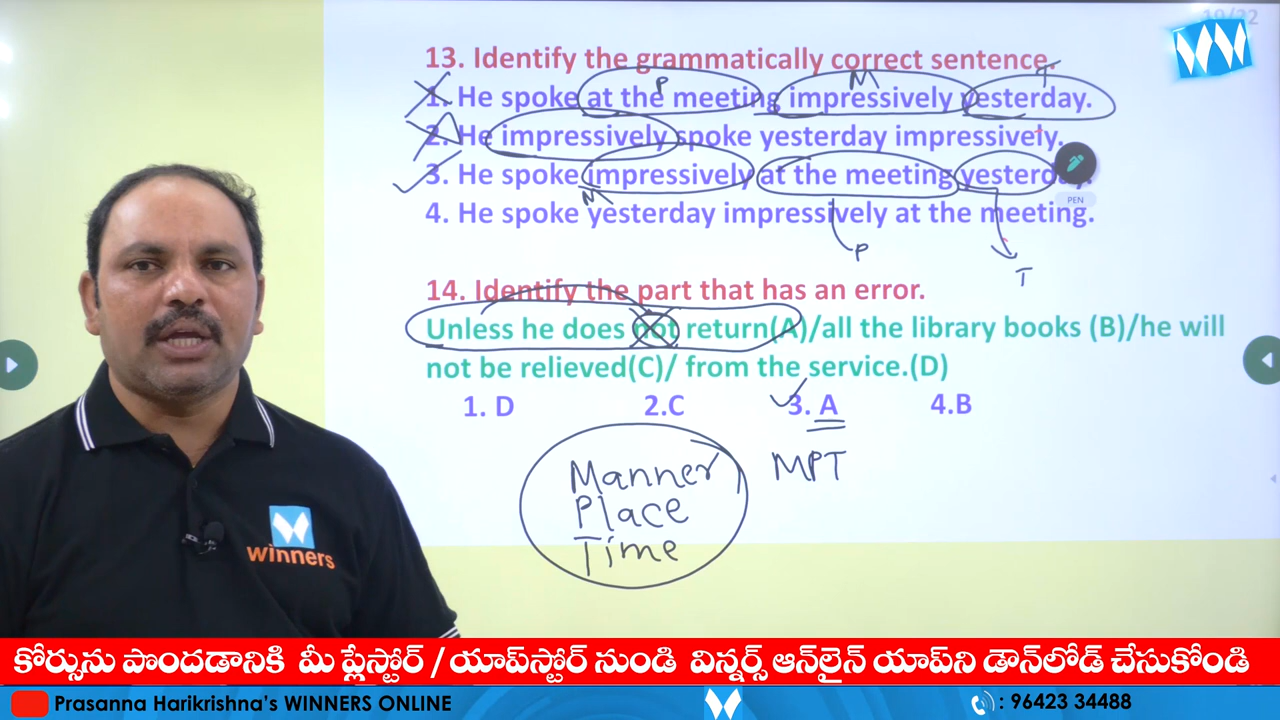 19/22
13. Identify the grammatically correct sentence.
P M T
1. He spoke at the meeting impressively yesterday.
2. He impressively spoke yesterday impressively.
3. He spoke impressively at the meeting yesterday.
M
PEN
4. He spoke yesterday impressively at the meeting.
P
T
14. Identify the part that has an error.
Unless he does not return(A)/all the library books (B)/he will
not be relieved(C)/ from the service.(D)
1. D 2.C 3. A 4.B
Manner
Place
Time
MPT
winners
కోర్సును పొందడానికి మీ ప్లేస్టోర్ / యాప్‌స్టోర్ నుండి విన్నర్స్ ఆన్‌లైన్ యాప్‌ని డౌన్‌లోడ్ చేసుకోండి
Prasanna Harikrishna's WINNERS ONLINE
: 96423 34488